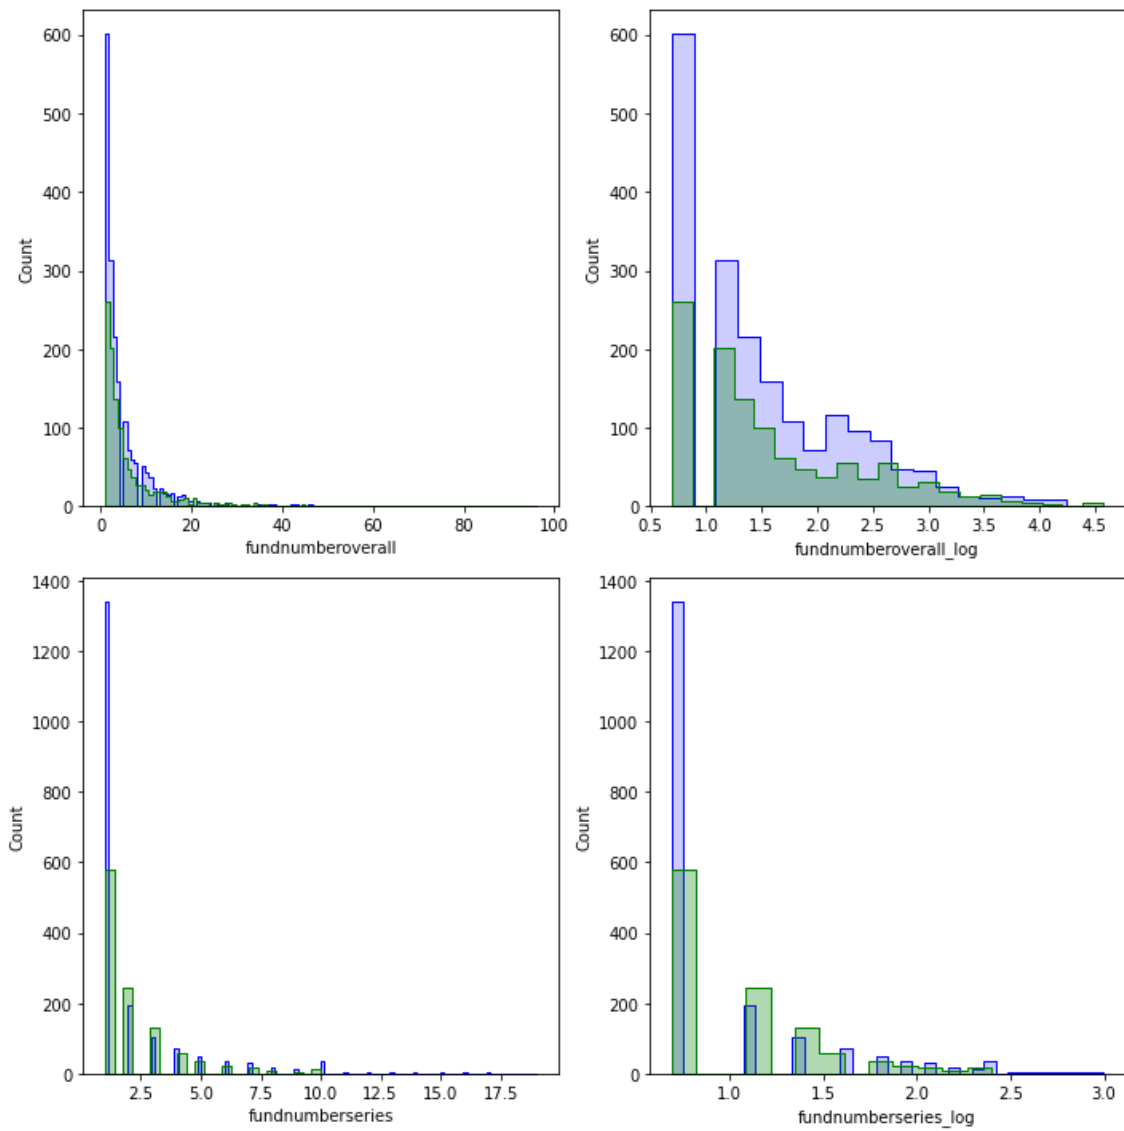 600
500
400
300
200
100
0
Count
0 20 40 60 80 100
fundnumberoverall
600
500
400
300
200
100
0
Count
0.5 1.0 1.5 2.0 2.5 3.0 3.5 4.0 4.5
fundnumberoverall_log
1400
1200
1000
800
600
400
200
0
Count
2.5 5.0 7.5 10.0 12.5 15.0 17.5
fundnumberseries
1400
1200
1000
800
600
400
200
0
Count
1.0 1.5 2.0 2.5 3.0
fundnumberseries_log